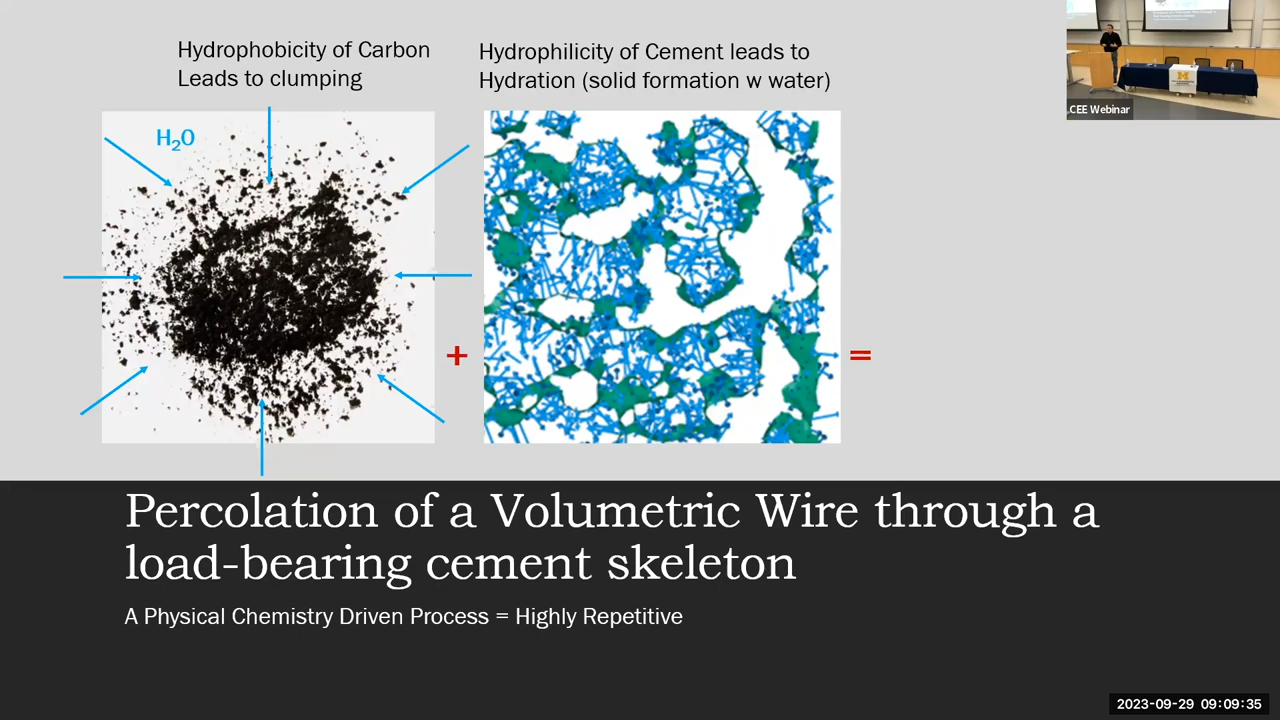 Hydrophobicity of Carbon
Leads to clumping
Hydrophilicity of Cement leads to
Hydration (solid formation w water)
H₂O
+
=
Percolation of a Volumetric Wire through a
load-bearing cement skeleton
A Physical Chemistry Driven Process = Highly Repetitive
CEE Webinar
2023-09-29 09:09:35